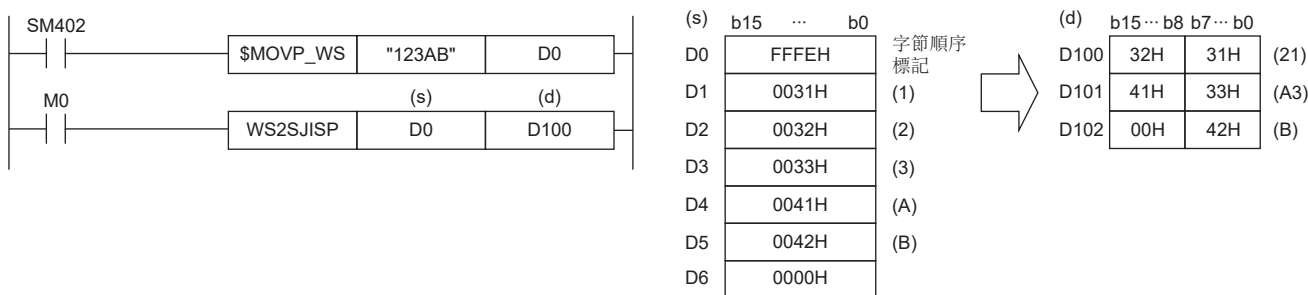 SM402
$MOVP_WS "123AB" D0
M0
(s) (d)
WS2SJISP D0 D100
(s) b15 ... b0
D0 FFFEH 字節順序標記
D1 0031H (1)
D2 0032H (2)
D3 0033H (3)
D4 0041H (A)
D5 0042H (B)
D6 0000H
(d) b15 ... b8 b7 ... b0
D100 32H 31H (21)
D101 41H 33H (A3)
D102 00H 42H (B)